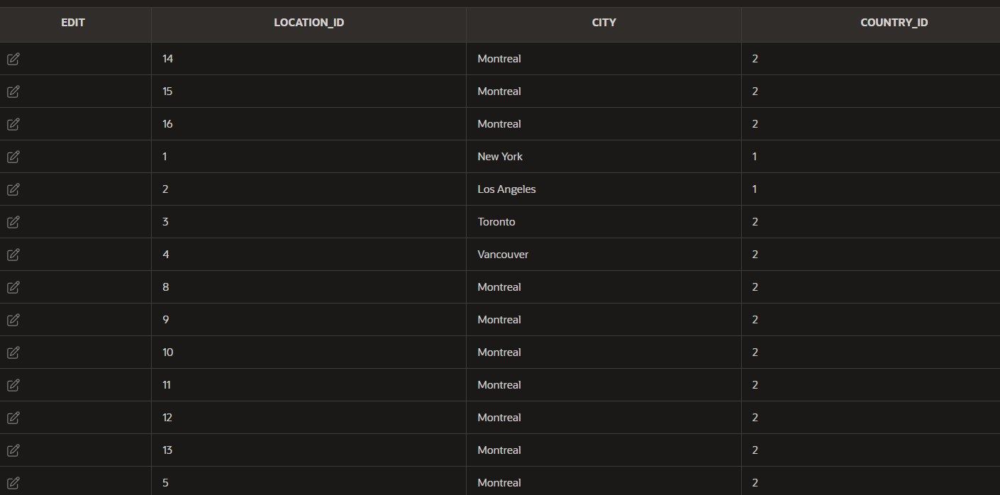 EDIT LOCATION_ID CITY COUNTRY_ID
14 Montreal 2
15 Montreal 2
16 Montreal 2
1 New York 1
2 Los Angeles 1
3 Toronto 2
4 Vancouver 2
8 Montreal 2
9 Montreal 2
10 Montreal 2
11 Montreal 2
12 Montreal 2
13 Montreal 2
5 Montreal 2